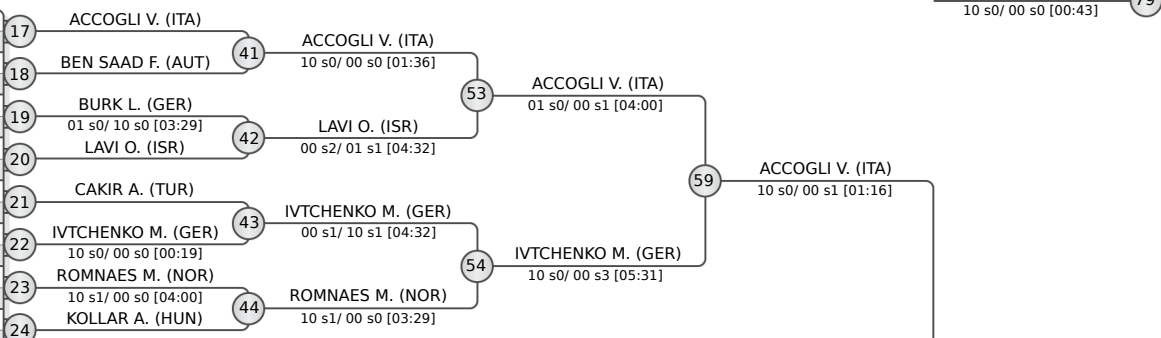 10 s0/ 00 s0 [00:43]
17
ACCOGLI V. (ITA)
18
BEN SAAD F. (AUT)
19
BURK L. (GER)
01 s0/ 10 s0 [03:29]
20
LAVI O. (ISR)
21
CAKIR A. (TUR)
22
IVTCHENKO M. (GER)
10 s0/ 00 s0 [00:19]
23
ROMNAES M. (NOR)
10 s1/ 00 s0 [04:00]
24
KOLLAR A. (HUN)
41
ACCOGLI V. (ITA)
10 s0/ 00 s0 [01:36]
42
LAVI O. (ISR)
00 s2/ 01 s1 [04:32]
43
IVTCHENKO M. (GER)
00 s1/ 10 s1 [04:32]
44
ROMNAES M. (NOR)
10 s1/ 00 s0 [03:29]
53
ACCOGLI V. (ITA)
01 s0/ 00 s1 [04:00]
54
IVTCHENKO M. (GER)
10 s0/ 00 s3 [05:31]
59
ACCOGLI V. (ITA)
10 s0/ 00 s1 [01:16]